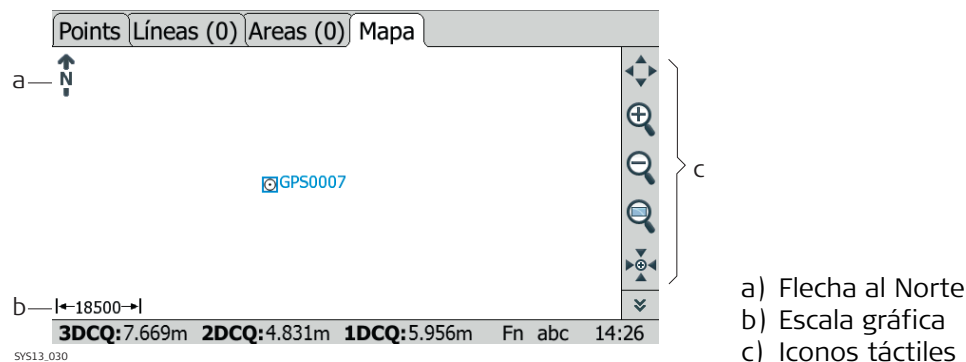 Points Líneas (0) Areas (0) Mapa
a
N
GPS0007
c
b
18500
3DCQ:7.669m 2DCQ:4.831m 1DCQ:5.956m Fn abc 14:26
SYS13_030
a) Flecha al Norte
b) Escala gráfica
c) Iconos táctiles